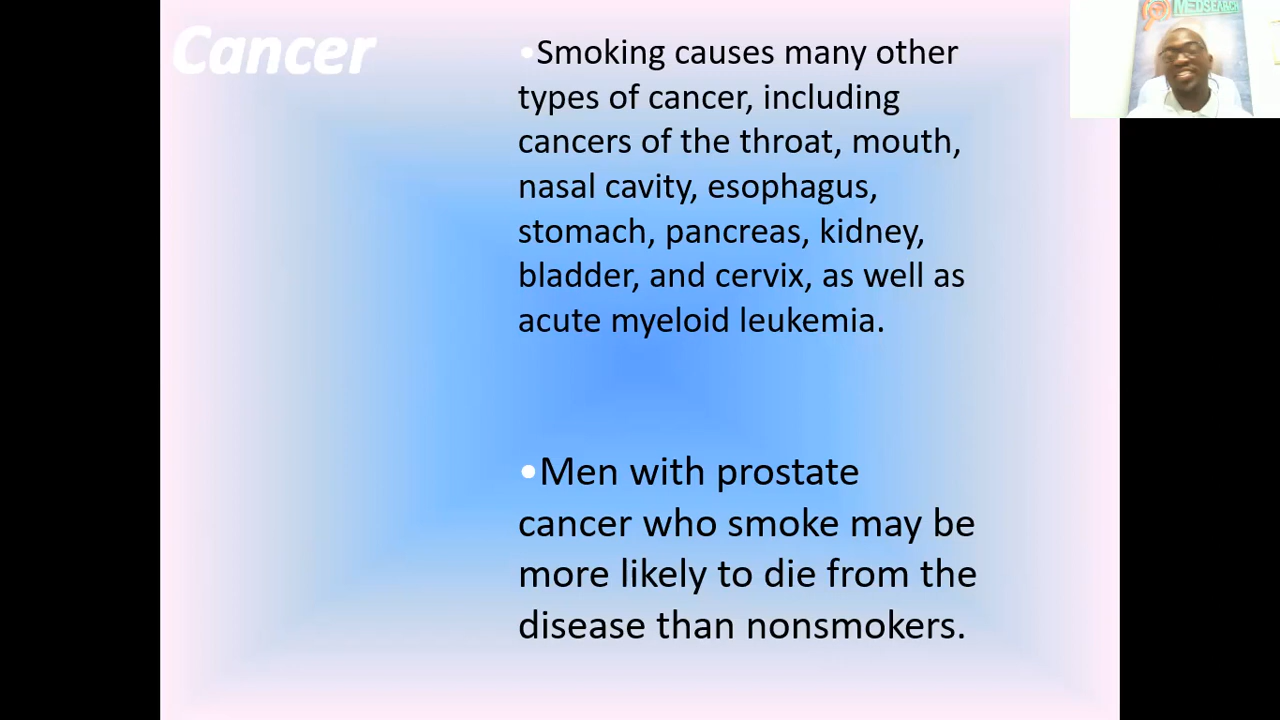 Cancer
•Smoking causes many other
types of cancer, including
cancers of the throat, mouth,
nasal cavity, esophagus,
stomach, pancreas, kidney,
bladder, and cervix, as well as
acute myeloid leukemia.
•Men with prostate
cancer who smoke may be
more likely to die from the
disease than nonsmokers.
MEDSEARCH